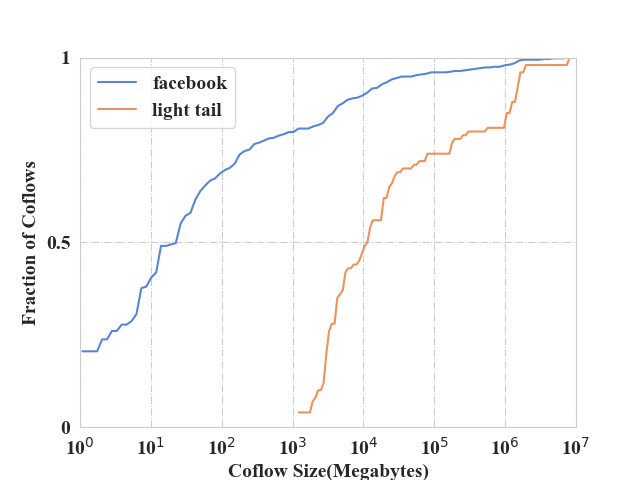 1
facebook
light tail
0.5
0
Fraction of Coflows
10^0 10^1 10^2 10^3 10^4 10^5 10^6 10^7
Coflow Size(Megabytes)